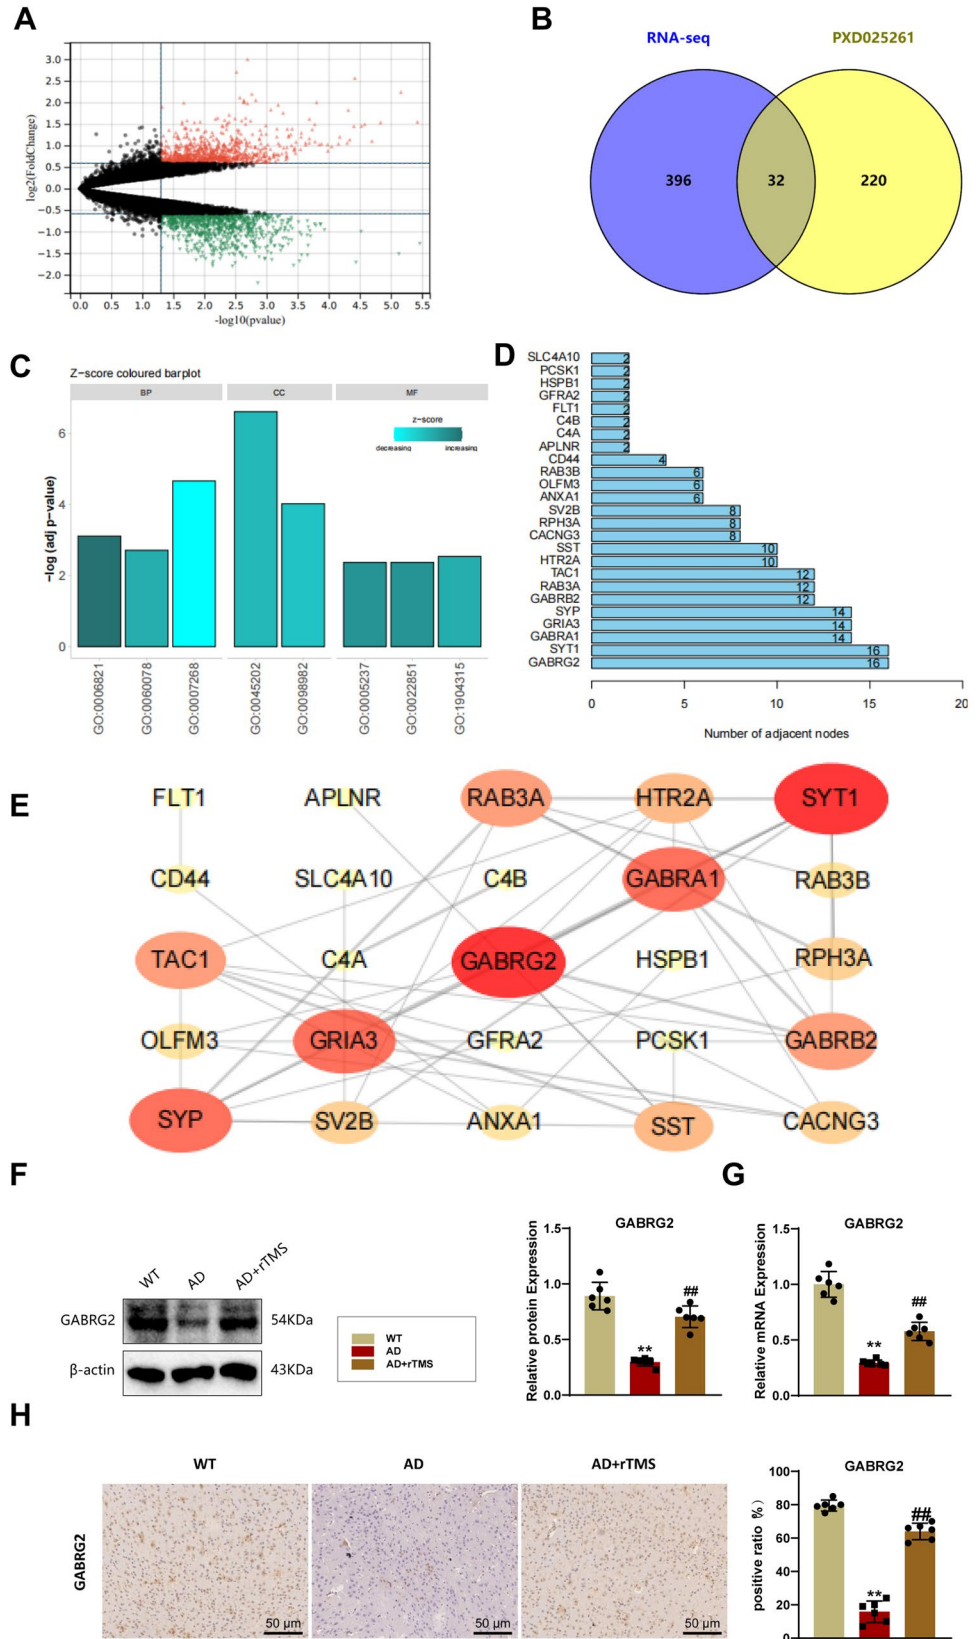 A
3.0
2.5
2.0
1.5
1.0
0.5
0.0
−0.5
−1.0
−1.5
−2.0
log2(FoldChange)
0.0 0.5 1.0 1.5 2.0 2.5 3.0 3.5 4.0 4.5 5.0 5.5
-log10(pvalue)
B
RNA-seq PXD025261
396 32 220
C
Z-score coloured barplot
BP CC MF
z-score
decreasing increasing
6
4
2
0
−log (adj p−value)
GO:0006821
GO:0060078
GO:0007268
GO:0045202
GO:0098982
GO:0005237
GO:0022851
GO:1904315
D
SLC4A10 2
PCSK1 2
HSPB1 2
GFRA2 2
FLT1 2
C4B 2
C4A 2
APLNR 2
CD44 4
RAB3B 6
OLFM3 6
ANXA1 6
SV2B 8
RPH3A 8
CACNG3 8
SST 10
HTR2A 10
TAC1 12
RAB3A 12
GABRB2 12
SYP 14
GRIA3 14
GABRA1 14
SYT1 16
GABRG2 16
0 5 10 15 20
Number of adjacent nodes
E
FLT1 APLNR RAB3A HTR2A SYT1
CD44 SLC4A10 C4B GABRA1 RAB3B
TAC1 C4A GABRG2 HSPB1 RPH3A
OLFM3 GRIA3 GFRA2 PCSK1 GABRB2
SYP SV2B ANXA1 SST CACNG3
F
WT AD AD+rTMS
GABRG2 54KDa
β-actin 43KDa
WT
AD
AD+rTMS
GABRG2
Relative protein Expression
1.5
1.0
0.5
0.0
**
##
G
GABRG2
Relative mRNA Expression
1.5
1.0
0.5
0.0
**
##
H
WT AD AD+rTMS
GABRG2
50 μm 50 μm 50 μm
GABRG2
positive ratio %)
100
80
60
40
20
0
**
##